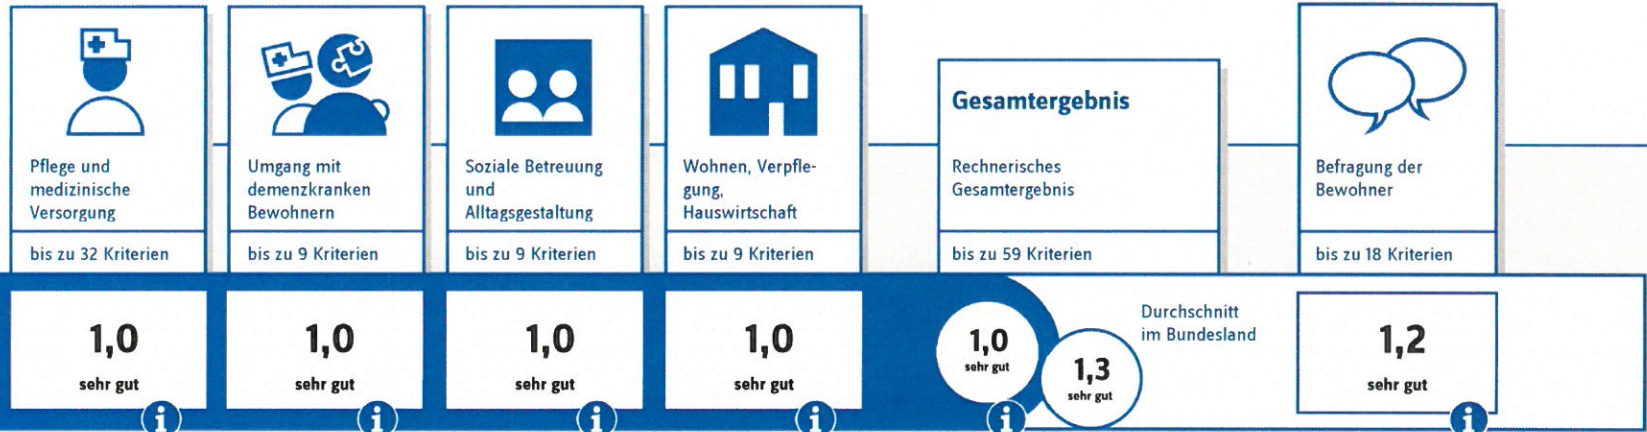 Pflege und
medizinische
Versorgung
bis zu 32 Kriterien
1,0
sehr gut
i
Umgang mit
demenzkranken
Bewohnern
bis zu 9 Kriterien
1,0
sehr gut
i
Soziale Betreuung
und
Alltagsgestaltung
bis zu 9 Kriterien
1,0
sehr gut
i
Wohnen, Verpfle-
gung,
Hauswirtschaft
bis zu 9 Kriterien
1,0
sehr gut
i
Gesamtergebnis
Rechnerisches
Gesamtergebnis
bis zu 59 Kriterien
1,0
sehr gut
i
1,3
sehr gut
Durchschnitt
im Bundesland
Befragung der
Bewohner
bis zu 18 Kriterien
1,2
sehr gut
i